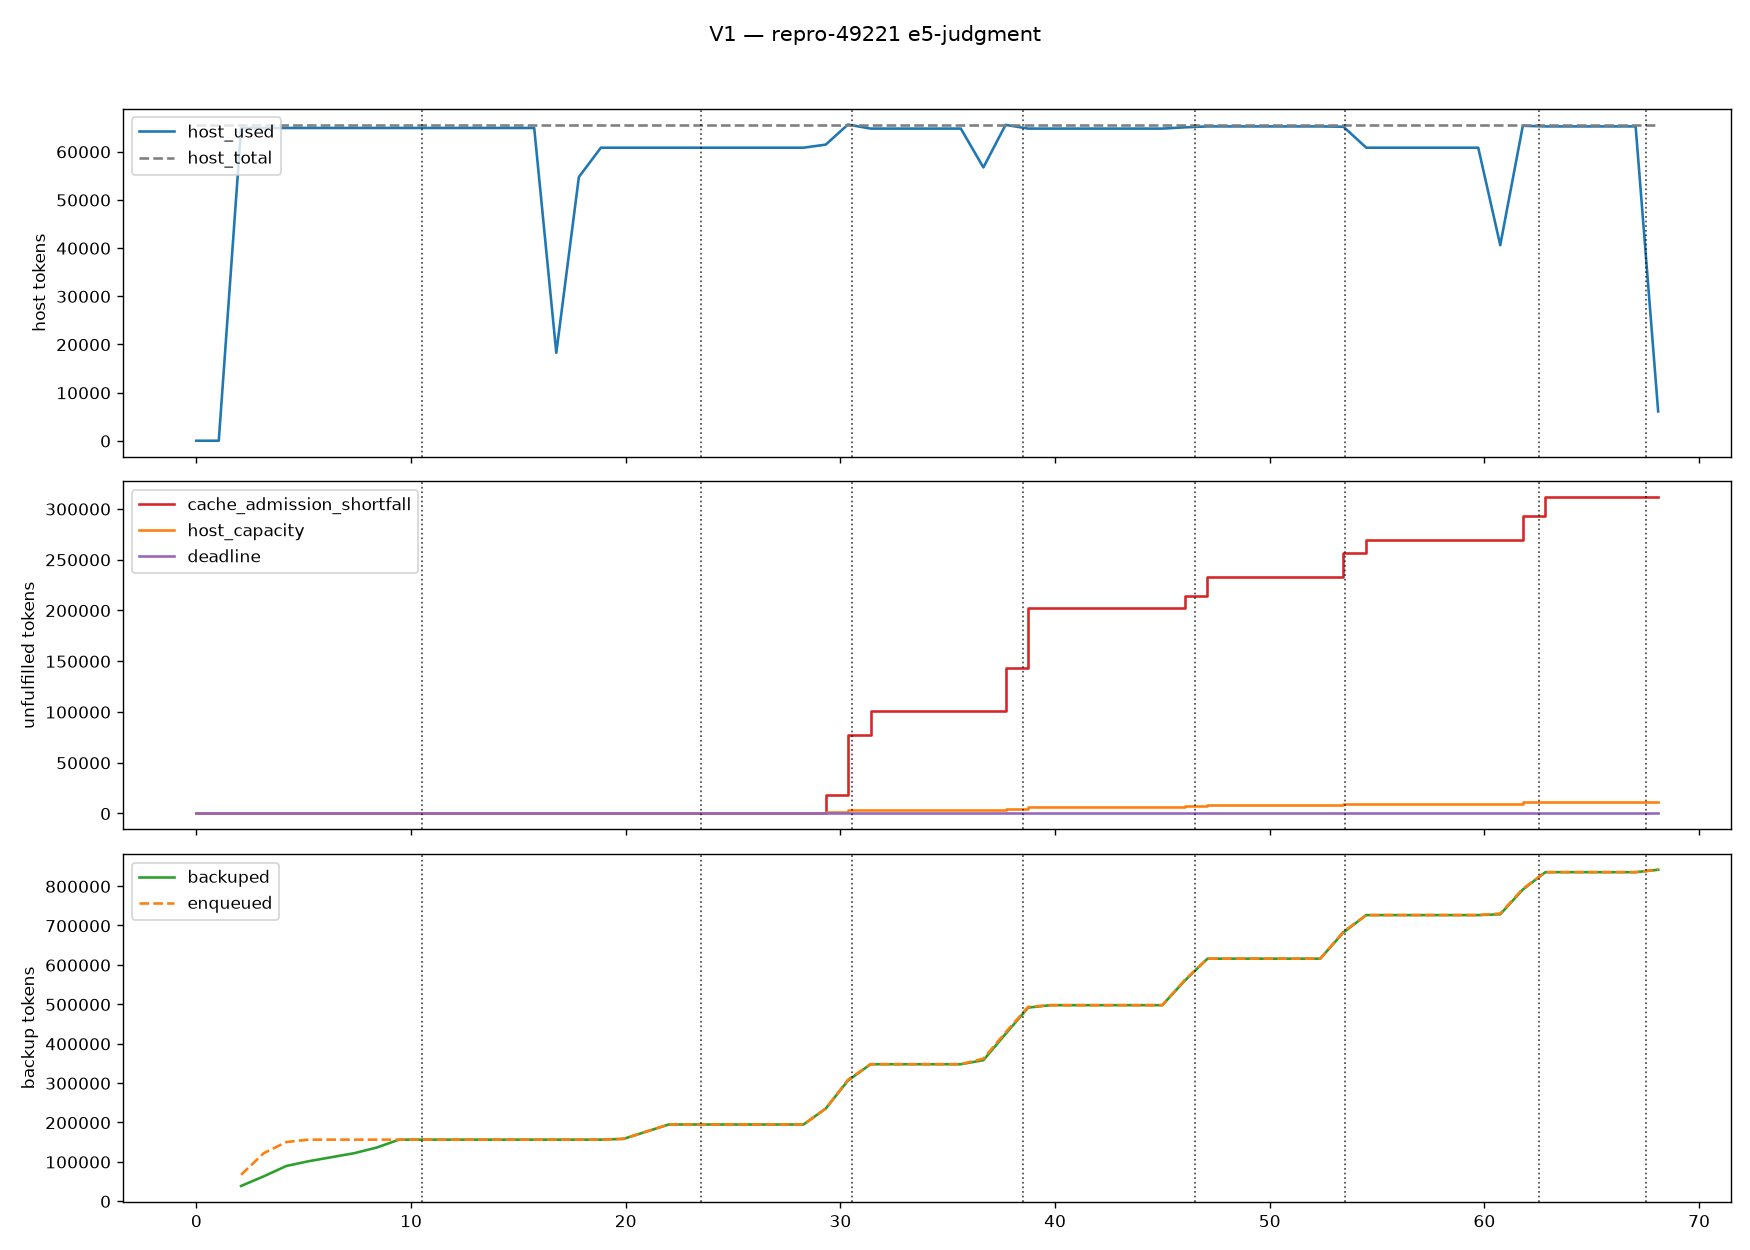 V1 — repro-49221 e5-judgment
host_used
host_total
60000
50000
40000
30000
20000
10000
0
host tokens
cache_admission_shortfall
host_capacity
deadline
300000
250000
200000
150000
100000
50000
0
unfulfilled tokens
backuped
enqueued
800000
700000
600000
500000
400000
300000
200000
100000
0
backup tokens
0 10 20 30 40 50 60 70